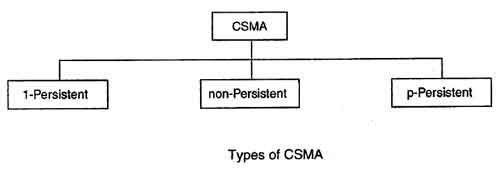 CSMA
1-Persistent
non-Persistent
p-Persistent
Types of CSMA